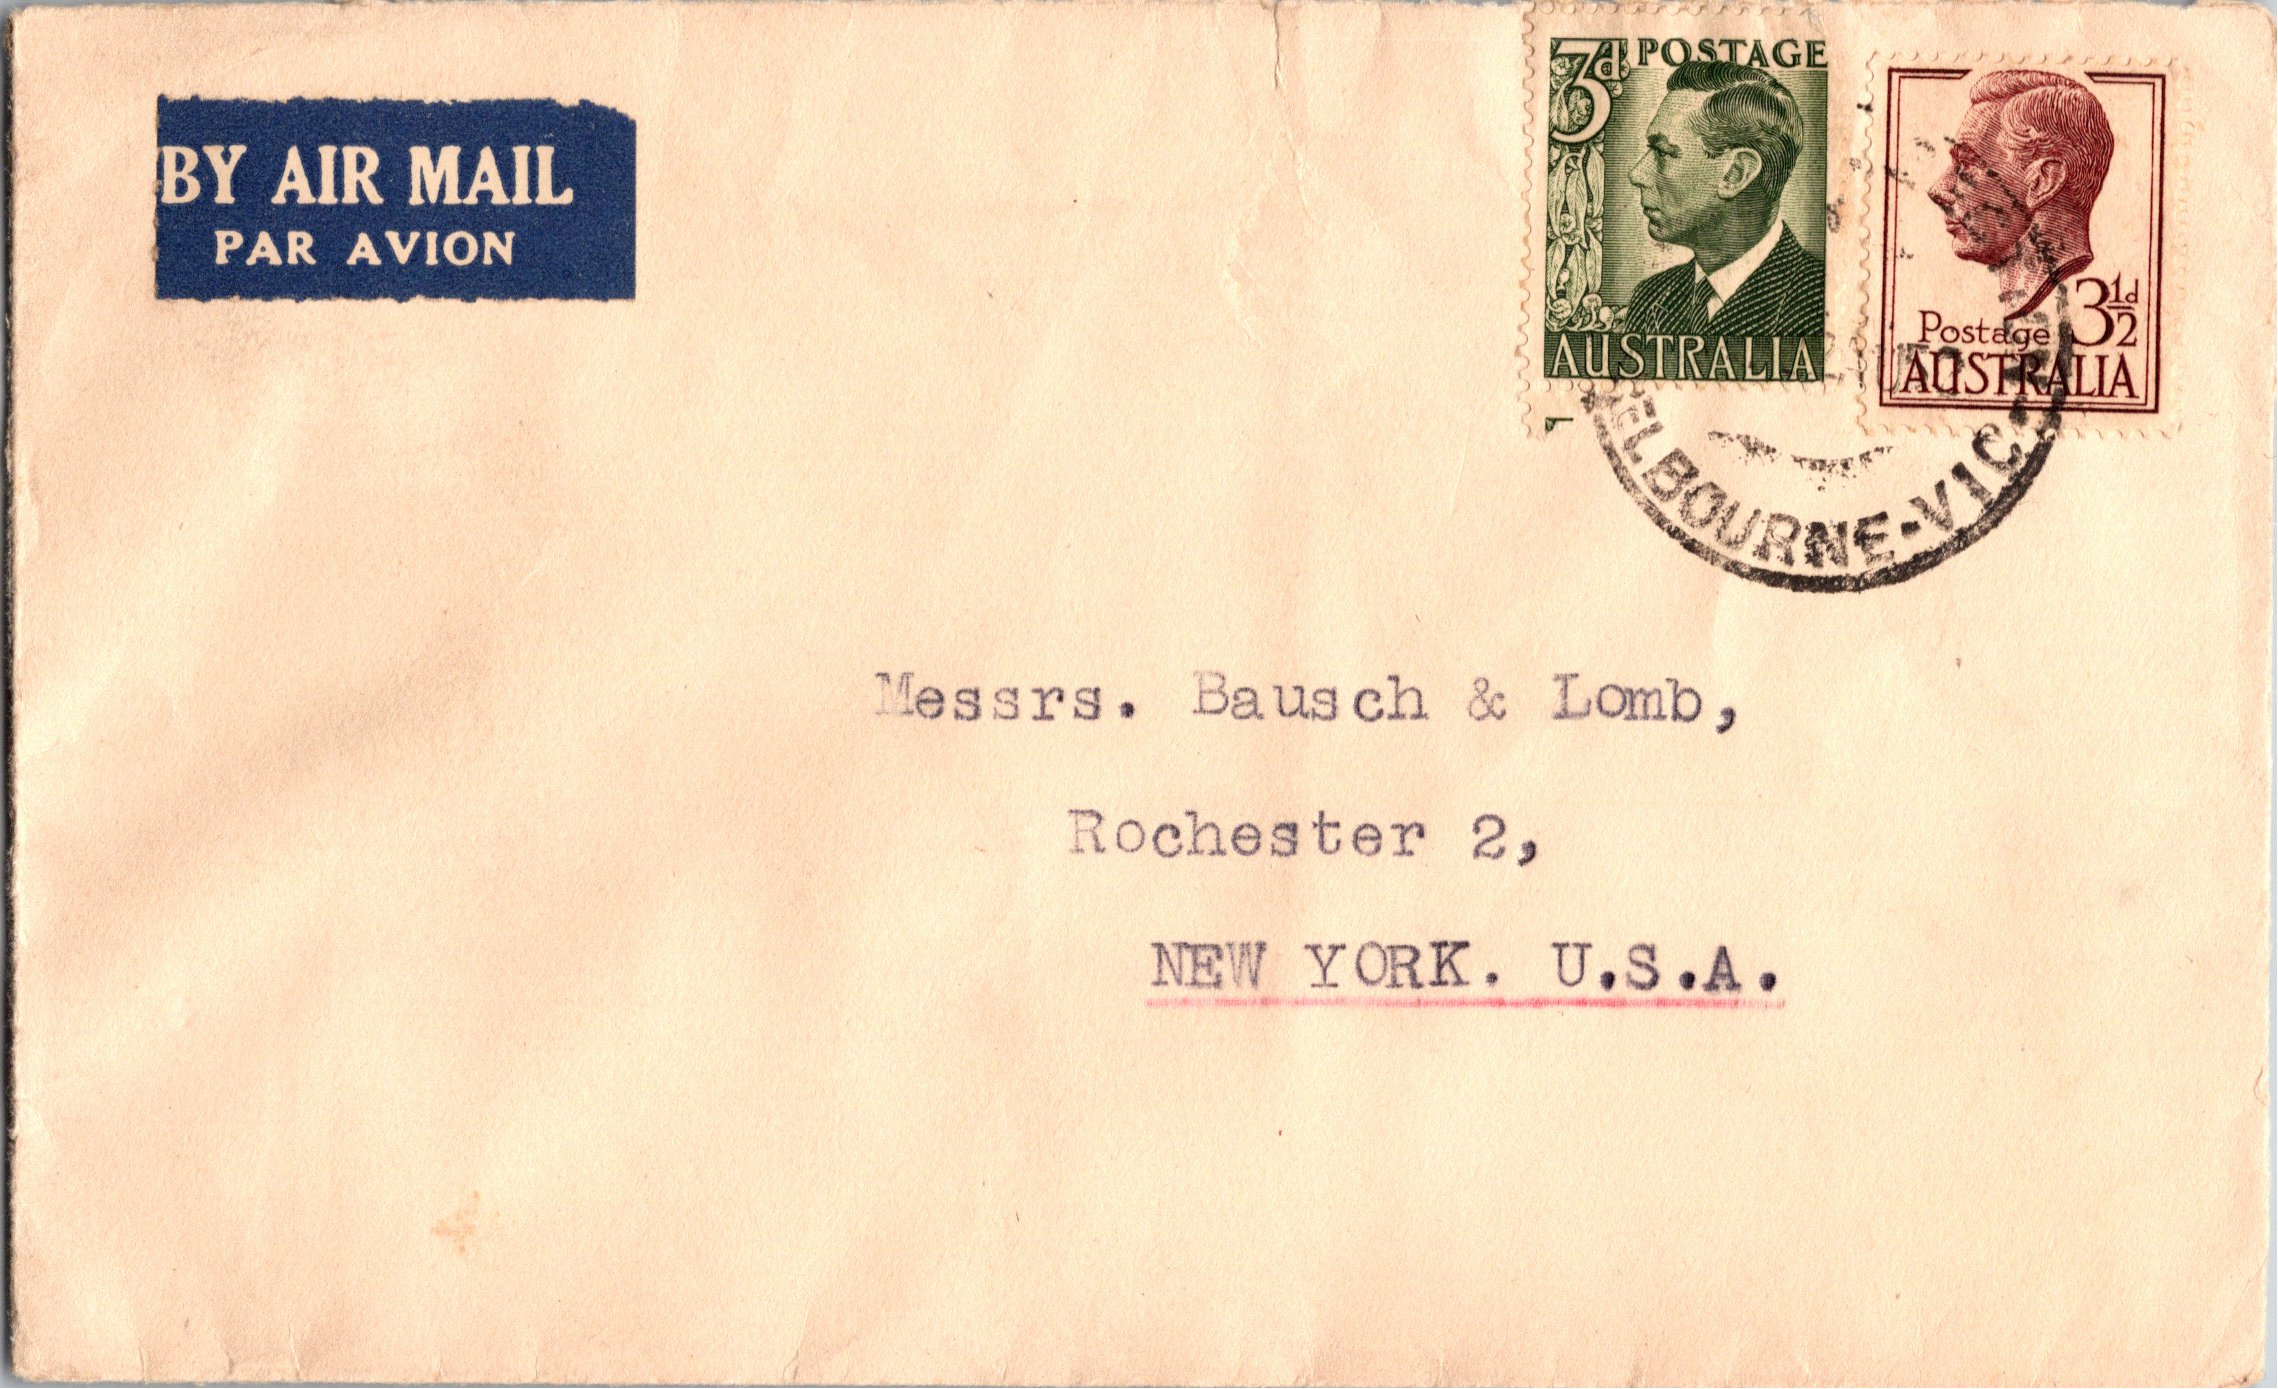 BY AIR MAIL
PAR AVION
3d POSTAGE
AUSTRALIA
Postage 3½d
AUSTRALIA
MELBOURNE-VIC
Messrs. Bausch & Lomb,
Rochester 2,
NEW YORK. U.S.A.